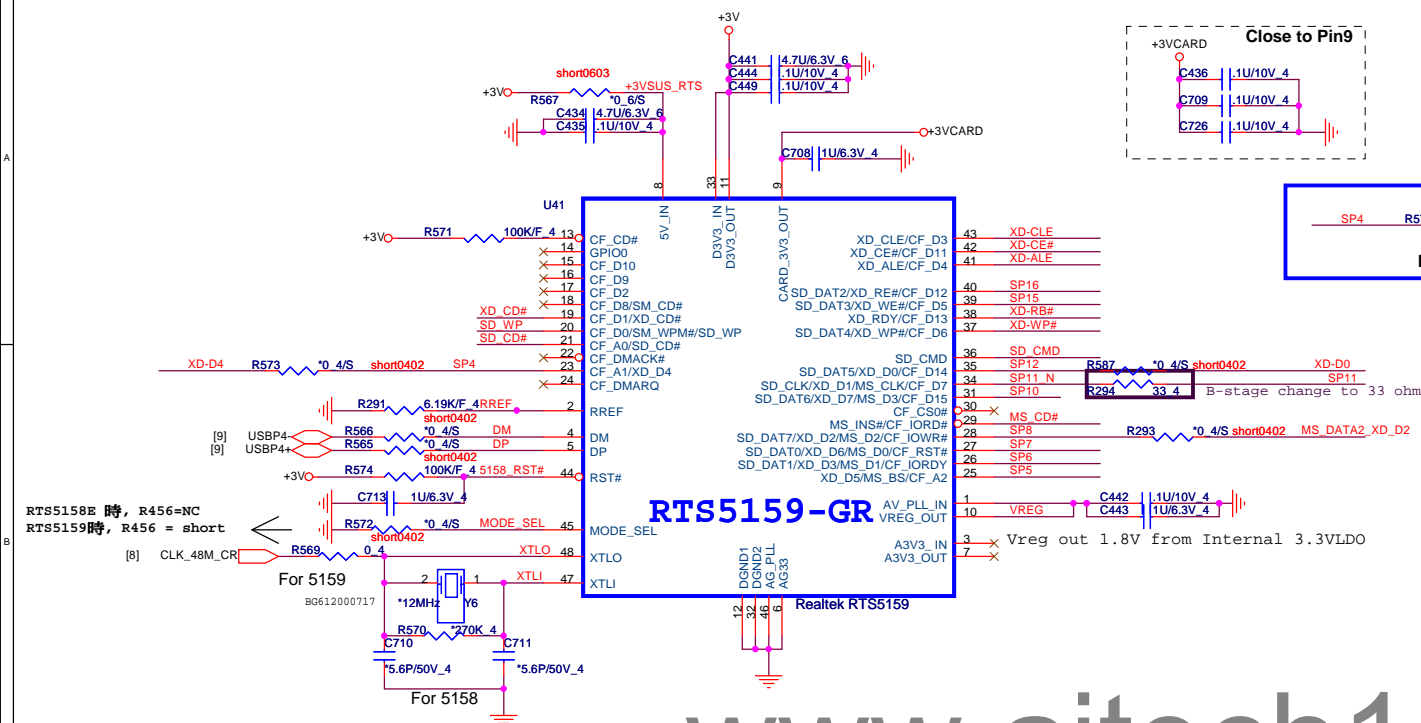 +3V
Close to Pin9
+3VCARD
C436 .1U/10V_4
C709 .1U/10V_4
C726 .1U/10V_4
C441 4.7U/6.3V_6
C444 .1U/10V_4
C449 .1U/10V_4
short0603
+3VSUS_RTS
+3V
R567 *0_6/S
C434 4.7U/6.3V_6
C435 .1U/10V_4
+3VCARD
C708 1U/6.3V_4
A
8
33
11
9
U41
5V_IN
D3V3_IN
D3V3_OUT
CARD_3V3_OUT
SP4
+3V R571 100K/F_4 13 CF_CD#
14 GPIO0
15 CF_D10
16 CF_D9
17 CF_D2
18 CF_D8/SM_CD#
XD_CD# 19 CF_D1/XD_CD#
SD_WP 20 CF_D0/SM_WPM#/SD_WP
SD_CD# 21 CF_A0/SD_CD#
22 CF_DMACK#
XD-D4 R573 *0_4/S short0402 SP4 23 CF_A1/XD_D4
24 CF_DMARQ
R291 6.19K/F_4 RREF 2 RREF
short0402
[9] USBP4- R566 *0_4/S DM 4 DM
[9] USBP4+ R565 *0_4/S DP 5 DP
short0402
+3V R574 100K/F_4 5158_RST# 44 RST#
C713 1U/6.3V_4
R572 *0_4/S MODE_SEL 45 MODE_SEL
short0402
RTS5158E 時, R456=NC
RTS5159時, R456 = short
B
[8] CLK_48M_CR R569 0_4 XTLO 48 XTLO
For 5159
BG612000717
2 1 XTLI 47 XTLI
*12MHz Y6
R570 *270K_4
C710 C711
*5.6P/50V_4 *5.6P/50V_4
For 5158
XD_CLE/CF_D3 43 XD-CLE
XD_CE#/CF_D11 42 XD-CE#
XD_ALE/CF_D4 41 XD-ALE
SD_DAT2/XD_RE#/CF_D12 40 SP16
SD_DAT3/XD_WE#/CF_D5 39 SP15
XD_RDY/CF_D13 38 XD-RB#
SD_DAT4/XD_WP#/CF_D6 37 XD-WP#
SD_CMD 36 SD_CMD
SD_DAT5/XD_D0/CF_D14 35 SP12 R587 *0_4/S short0402 XD-D0
SD_CLK/XD_D1/MS_CLK/CF_D7 34 SP11_N R294 33_4 SP11
B-stage change to 33 ohm
SD_DAT6/XD_D7/MS_D3/CF_D15 31 SP10
CF_CS0# 30
MS_INS#/CF_IORD# 29 MS_CD#
SD_DAT7/XD_D2/MS_D2/CF_IOWR# 28 SP8 R293 *0_4/S short0402 MS_DATA2_XD_D2
SD_DAT0/XD_D6/MS_D0/CF_RST# 27 SP7
SD_DAT1/XD_D3/MS_D1/CF_IORDY 26 SP6
XD_D5/MS_BS/CF_A2 25 SP5
RTS5159-GR
AV_PLL_IN 1
VREG_OUT 10 VREG
C442 .1U/10V_4
C443 1U/6.3V_4
A3V3_IN 3
A3V3_OUT 7
Vreg out 1.8V from Internal 3.3VLDO
DGND1
DGND2
AG_PLL
AG33
12
32
46
6
Realtek RTS5159